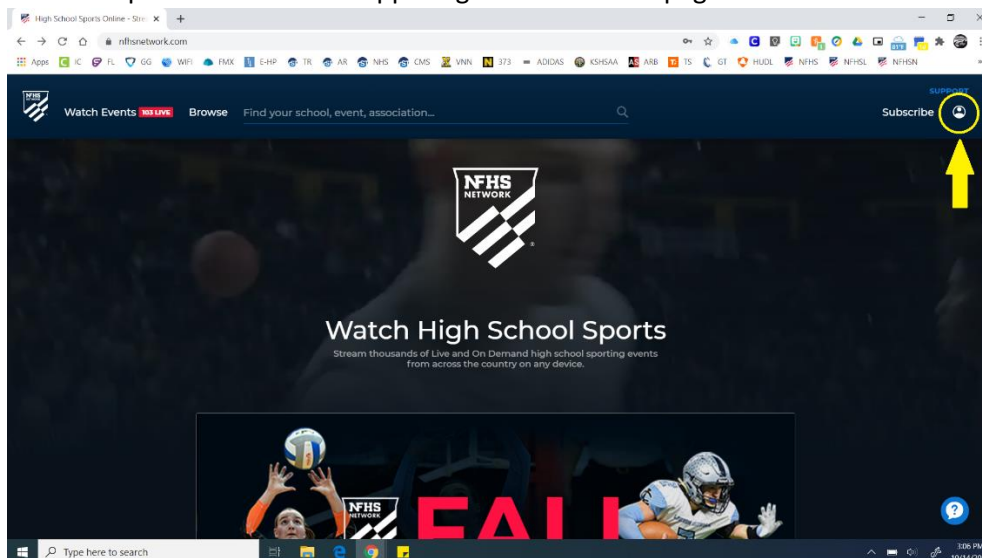 High School Sports Online - Stre
nfhsnetwork.com
Apps IC FL GG WIFI FMX E-HP TR AR NHS CMS VNN 373 ADIDAS KSHSAA ARB TS GT HUDL NFHS NFHSL NFHSN
SUPPORT
Watch Events 103 LIVE Browse Find your school, event, association... Subscribe
NFHS
NETWORK
Watch High School Sports
Stream thousands of Live and On Demand high school sporting events
from across the country on any device.
NFHS
NETWORK
FALL
Type here to search
3:06 PM